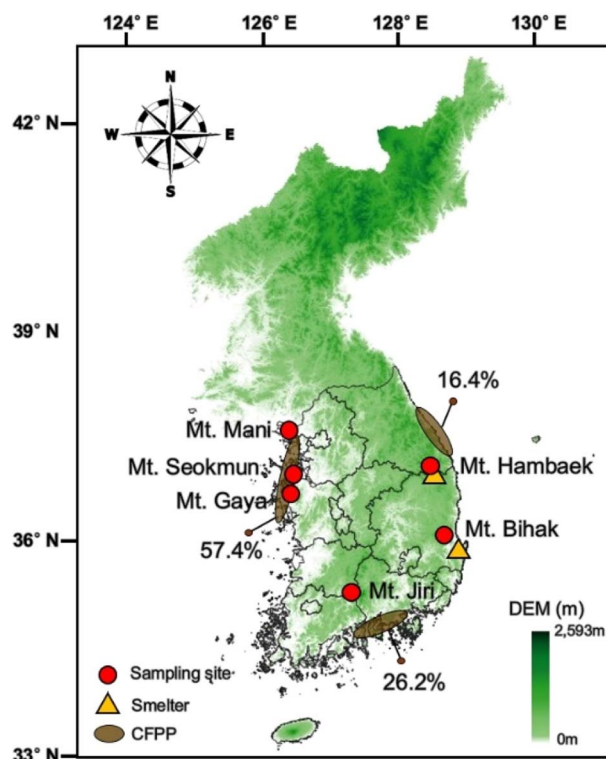 124° E 126° E 128° E 130° E
N
W E
S
42° N
39° N
36° N
33° N
16.4%
Mt. Mani
Mt. Seokmun
Mt. Hambaek
Mt. Gaya
Mt. Bihak
57.4%
Mt. Jiri
26.2%
DEM (m)
2,593m
0m
Sampling site
Smelter
CFPP